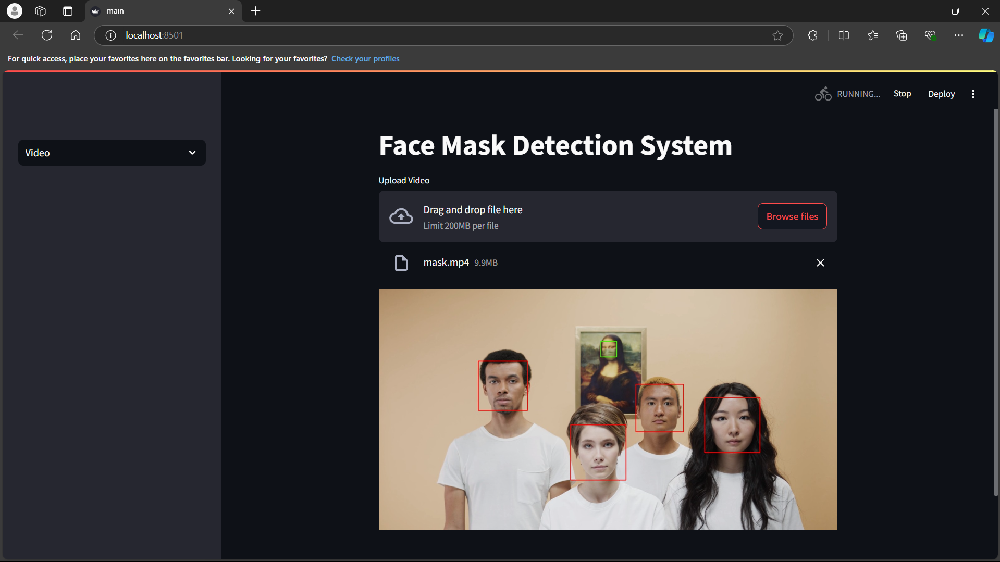 main
localhost:8501
For quick access, place your favorites here on the favorites bar. Looking for your favorites? Check your profiles
RUNNING... Stop Deploy
Video
Face Mask Detection System
Upload Video
Drag and drop file here
Limit 200MB per file
Browse files
mask.mp4 9.9MB